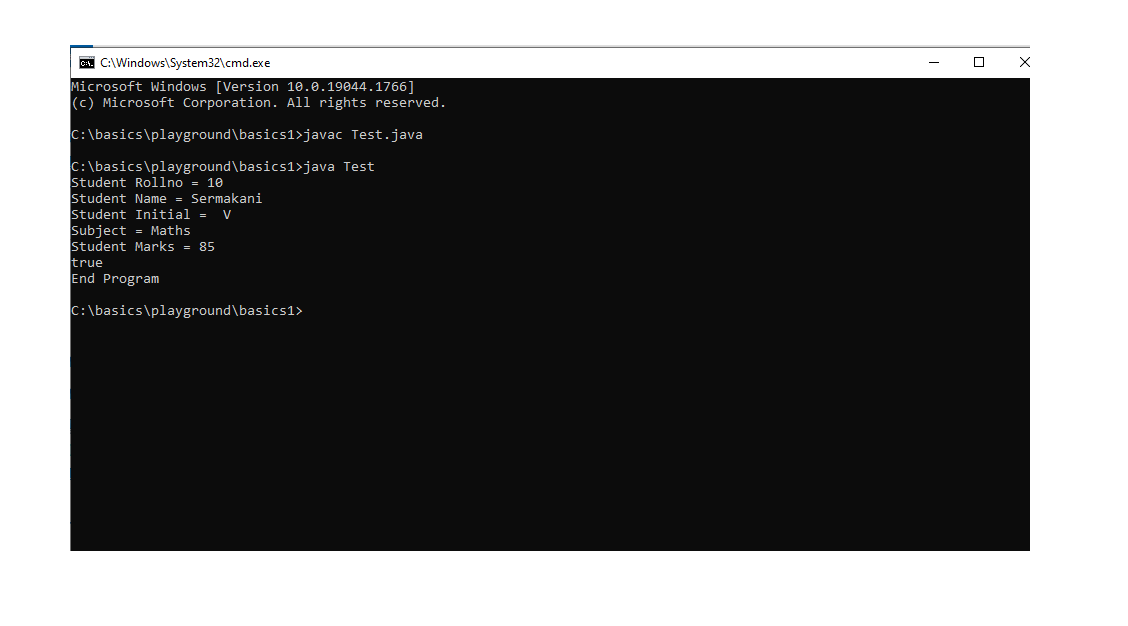 C:\Windows\System32\cmd.exe
Microsoft Windows [Version 10.0.19044.1766]
(c) Microsoft Corporation. All rights reserved.
C:\basics\playground\basics1>javac Test.java
C:\basics\playground\basics1>java Test
Student Rollno = 10
Student Name = Sermakani
Student Initial =  V
Subject = Maths
Student Marks = 85
true
End Program
C:\basics\playground\basics1>